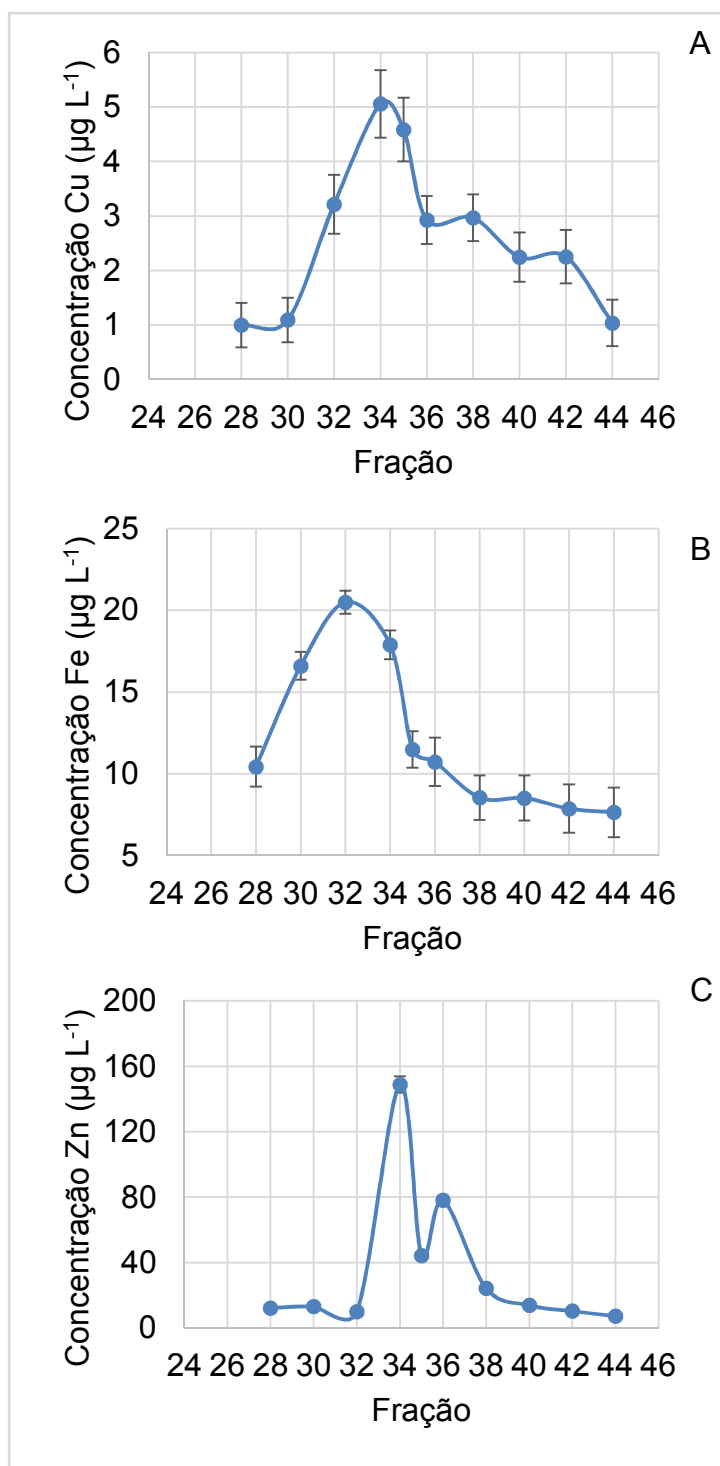 A
Concentração Cu (µg L-1)
6
5
4
3
2
1
0
24 26 28 30 32 34 36 38 40 42 44 46
Fração
B
Concentração Fe (µg L-1)
25
20
15
10
5
24 26 28 30 32 34 36 38 40 42 44 46
Fração
C
Concentração Zn (µg L-1)
200
160
120
80
40
0
24 26 28 30 32 34 36 38 40 42 44 46
Fração